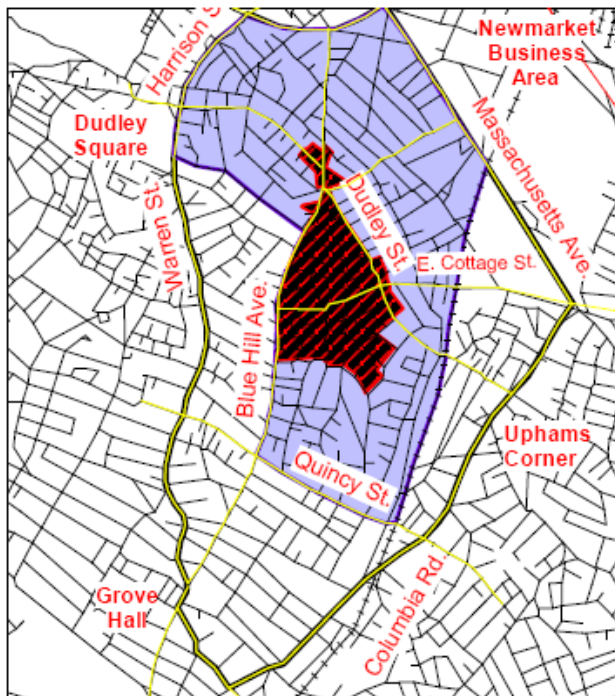 Harrison S
Newmarket
Business
Area
Dudley
Square
Massachusetts Ave.
Warren St.
Dudley St.
E. Cottage St.
Blue Hill Ave.
Uphams
Corner
Quincy St.
Grove
Hall
Columbia Rd.